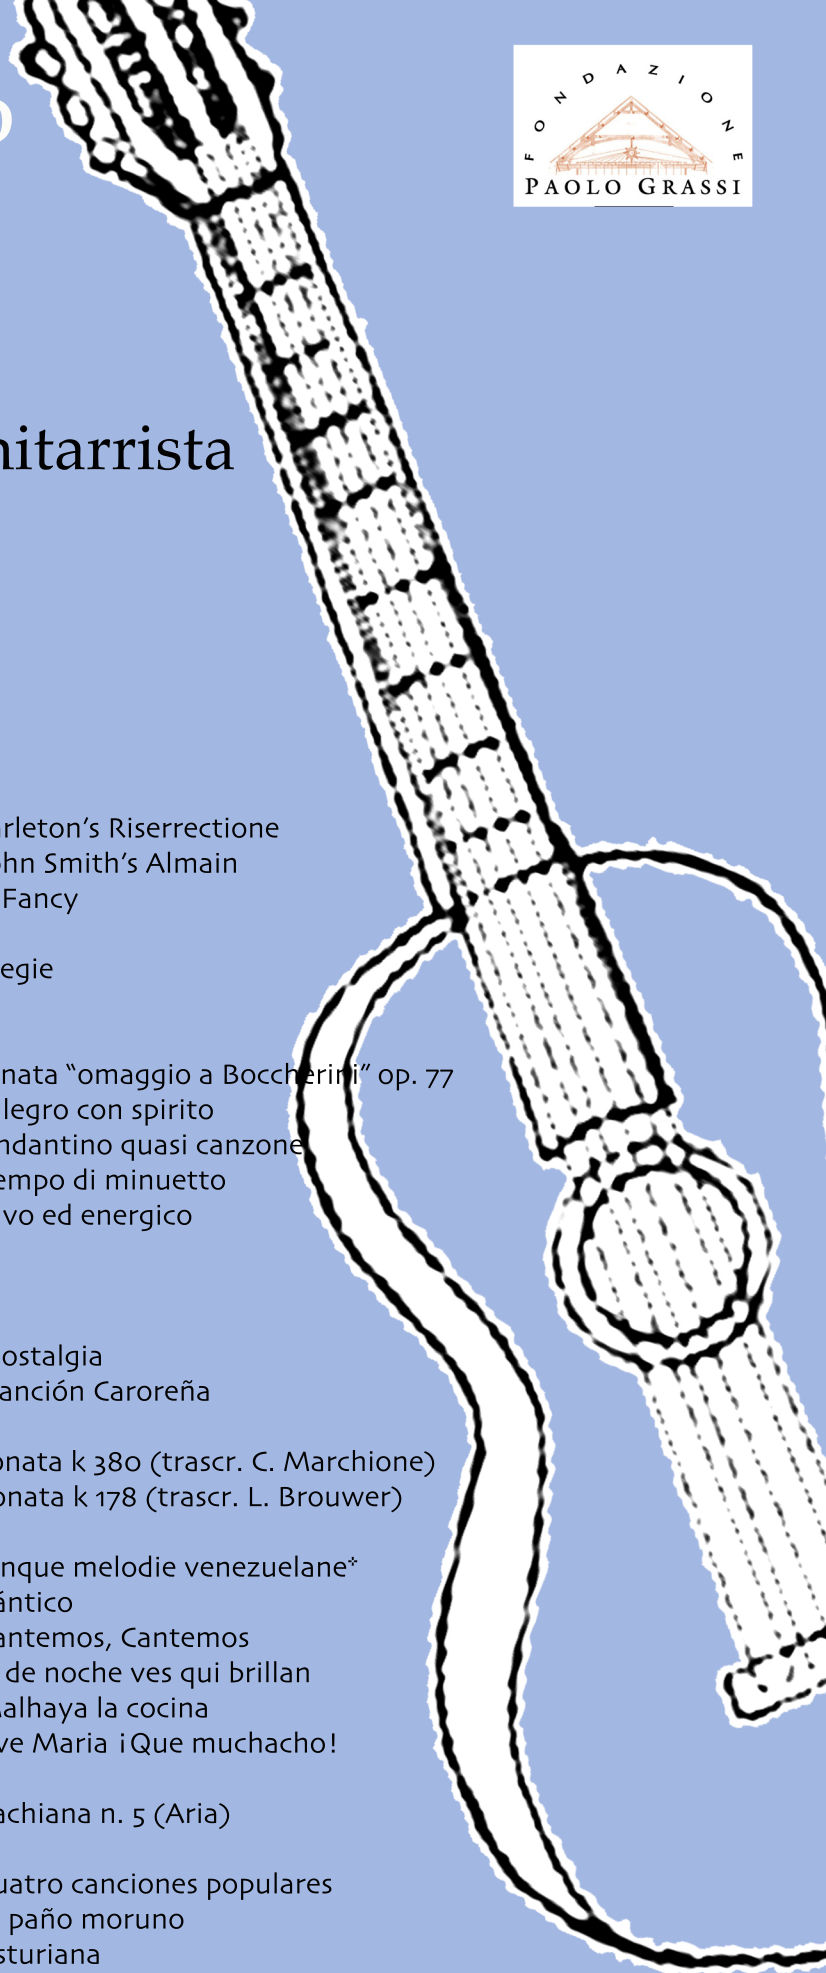 FONDAZIONE
PAOLO GRASSI
o
hitarrista
arleton's Riserrectione
ohn Smith's Almain
Fancy
egie
nata "omaggio a Boccherini" op. 77
legro con spirito
ndantino quasi canzone
empo di minuetto
vo ed energico
ostalgia
anción Caroreña
onata k 380 (trascr. C. Marchione)
onata k 178 (trascr. L. Brouwer)
nque melodie venezuelane*
ántico
antemos, Cantemos
de noche ves qui brillan
alhaya la cocina
ve Maria ¡Que muchacho!
achiana n. 5 (Aria)
uatro canciones populares
paño moruno
sturiana